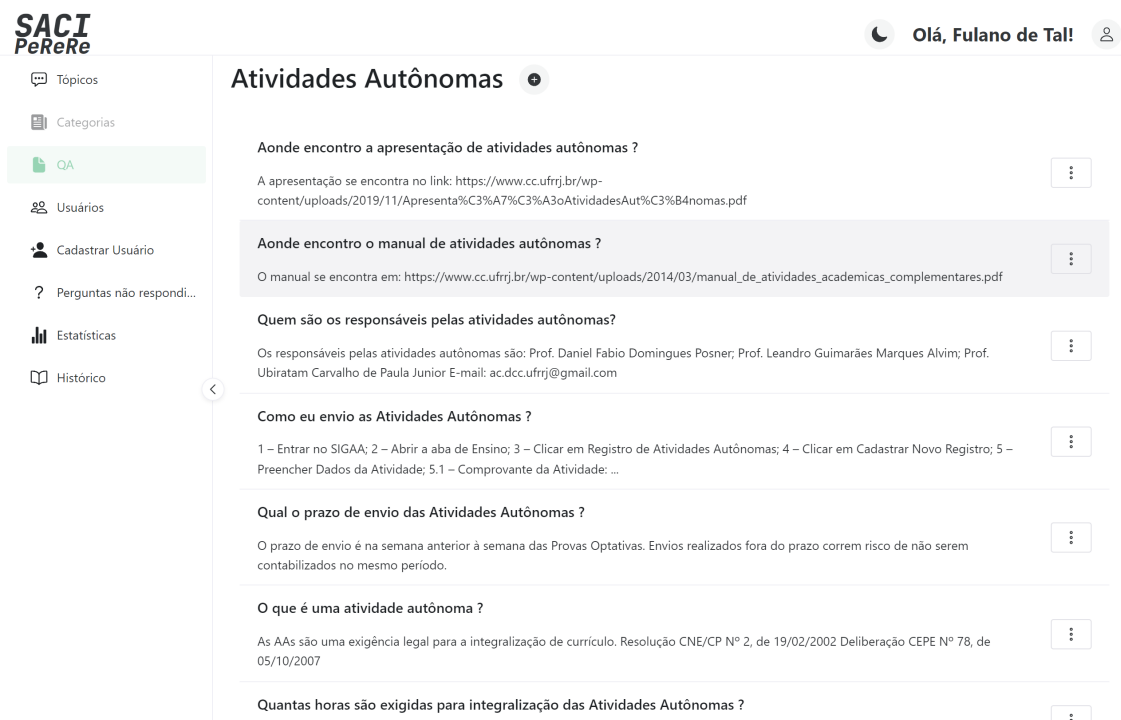 SACI
PeReRe
Olá, Fulano de Tal!
Tópicos
Categorias
QA
Usuários
Cadastrar Usuário
Perguntas não respondi...
Estatísticas
Histórico
Atividades Autônomas
Aonde encontro a apresentação de atividades autônomas ?
A apresentação se encontra no link: https://www.cc.ufrrj.br/wp-
content/uploads/2019/11/Apresenta%C3%A7%C3%A3oAtividadesAut%C3%B4nomas.pdf
Aonde encontro o manual de atividades autônomas ?
O manual se encontra em: https://www.cc.ufrrj.br/wp-content/uploads/2014/03/manual_de_atividades_academicas_complementares.pdf
Quem são os responsáveis pelas atividades autônomas?
Os responsáveis pelas atividades autônomas são: Prof. Daniel Fabio Domingues Posner; Prof. Leandro Guimarães Marques Alvim; Prof.
Ubiratam Carvalho de Paula Junior E-mail: ac.dcc.ufrrj@gmail.com
Como eu envio as Atividades Autônomas ?
1 – Entrar no SIGAA; 2 – Abrir a aba de Ensino; 3 – Clicar em Registro de Atividades Autônomas; 4 – Clicar em Cadastrar Novo Registro; 5 –
Preencher Dados da Atividade; 5.1 – Comprovante da Atividade: ...
Qual o prazo de envio das Atividades Autônomas ?
O prazo de envio é na semana anterior à semana das Provas Optativas. Envios realizados fora do prazo correm risco de não serem
contabilizados no mesmo período.
O que é uma atividade autônoma ?
As AAs são uma exigência legal para a integralização de currículo. Resolução CNE/CP Nº 2, de 19/02/2002 Deliberação CEPE Nº 78, de
05/10/2007
Quantas horas são exigidas para integralização das Atividades Autônomas ?